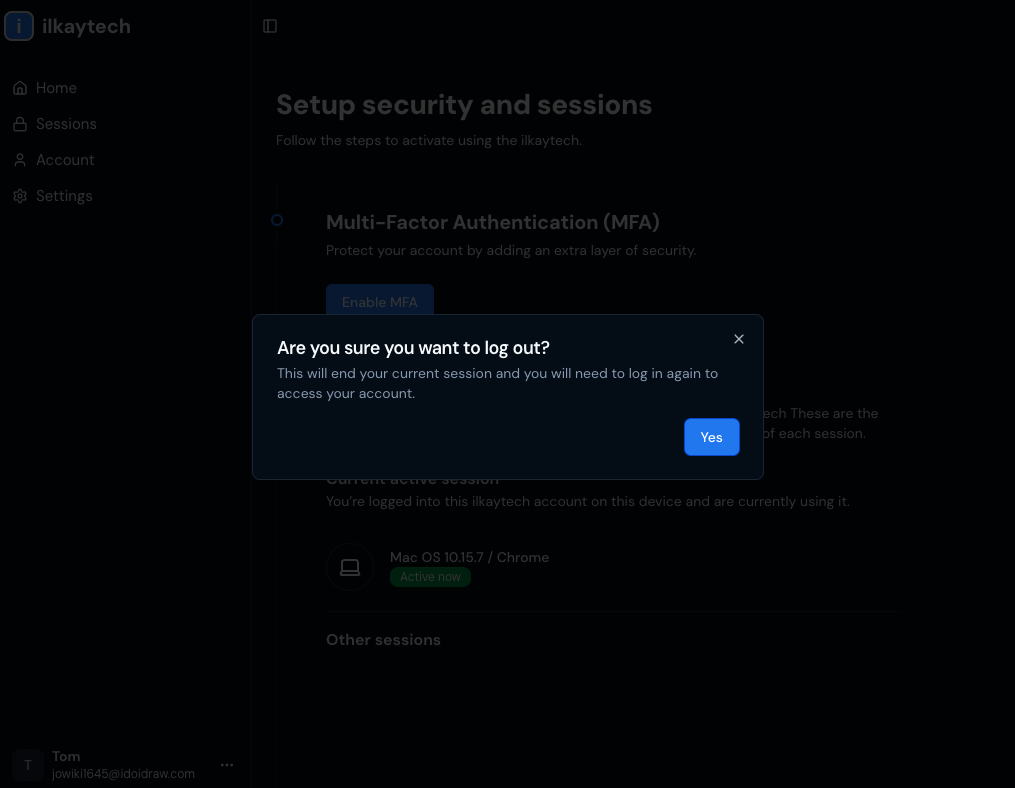 i ilkaytech
Home
Sessions
Account
Settings
Setup security and sessions
Follow the steps to activate using the ilkaytech.
Multi-Factor Authentication (MFA)
Protect your account by adding an extra layer of security.
Enable MFA
Are you sure you want to log out?
This will end your current session and you will need to log in again to
access your account.
Yes
ech These are the
of each session.
Current active session
You're logged into this ilkaytech account on this device and are currently using it.
Mac OS 10.15.7 / Chrome
Active now
Other sessions
T
Tom
jowiki1645@idoidraw.com